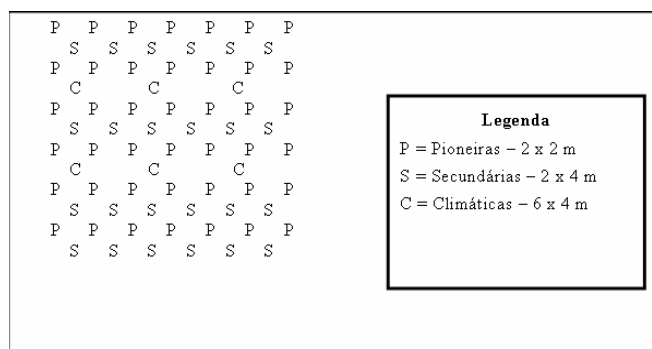 P P P P P P P
S S S S S S
P P P P P P P
C C C
P P P P P P P
S S S S S S
P P P P P P P
C C C
P P P P P P P
S S S S S S
P P P P P P P
S S S S S S
Legenda
P = Pioneiras – 2 x 2 m
S = Secundárias – 2 x 4 m
C = Climáticas – 6 x 4 m